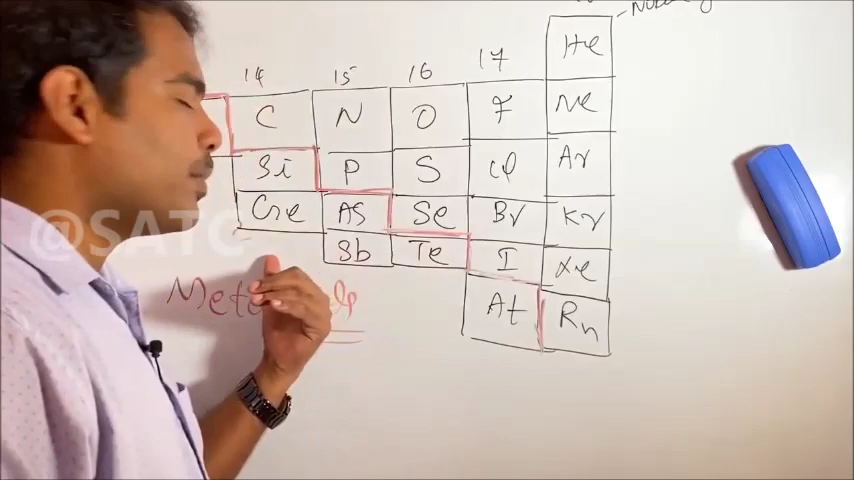 He
14 15 16 17
C N O F Ne
Si P S Cl Ar
Ge As Se Br Kr
Sb Te I Xe
At Rn
@SATC